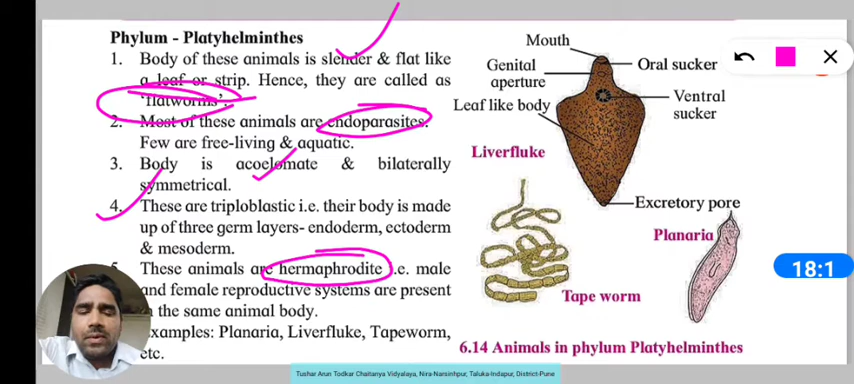 Phylum - Platyhelminthes
1. Body of these animals is slender & flat like
a leaf or strip. Hence, they are called as
'flatworms'.
2. Most of these animals are endoparasites.
Few are free-living & aquatic.
3. Body is acoelomate & bilaterally
symmetrical.
4. These are triploblastic i.e. their body is made
up of three germ layers- endoderm, ectoderm
& mesoderm.
These animals are hermaphrodite i.e. male
and female reproductive systems are present
the same animal body.
Examples: Planaria, Liverfluke, Tapeworm,
etc.
Mouth
Genital
aperture
Leaf like body
Oral sucker
Ventral
sucker
Liverfluke
Excretory pore
Planaria
Tape worm
6.14 Animals in phylum Platyhelminthes
18:1
Tushar Arun Todkar Chaitanya Vidyalaya, Nira-Narsinhpur, Taluka-Indapur, District-Pune